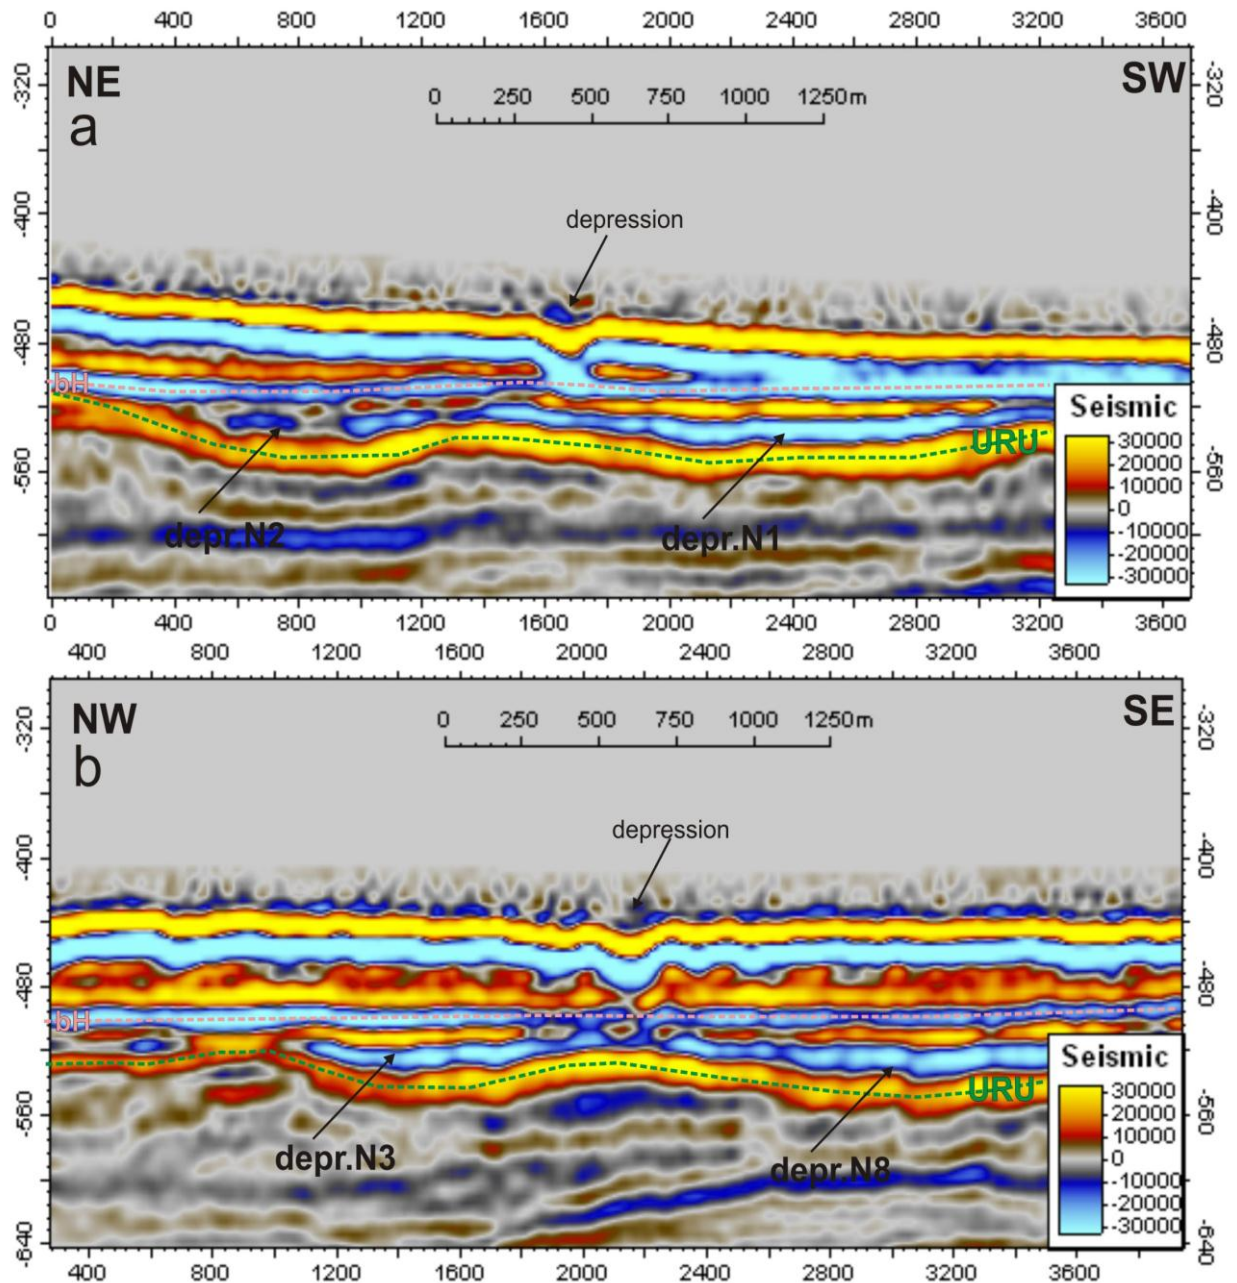 0 400 800 1200 1600 2000 2400 2800 3200 3600
NE SW
a
0 250 500 750 1000 1250m
-320 -320
-400 -400
depression
-480 -480
bH
Seismic
30000
20000
10000
0
-10000
-20000
-30000
URU
-560 -560
depr.N2 depr.N1
0 400 800 1200 1600 2000 2400 2800 3200 3600
400 800 1200 1600 2000 2400 2800 3200 3600
NW SE
b
0 250 500 750 1000 1250m
-320 -320
-400 -400
depression
-480 -480
bH
Seismic
30000
20000
10000
0
-10000
-20000
-30000
URU
-560 -560
depr.N3 depr.N8
-640 -640
400 800 1200 1600 2000 2400 2800 3200 3600